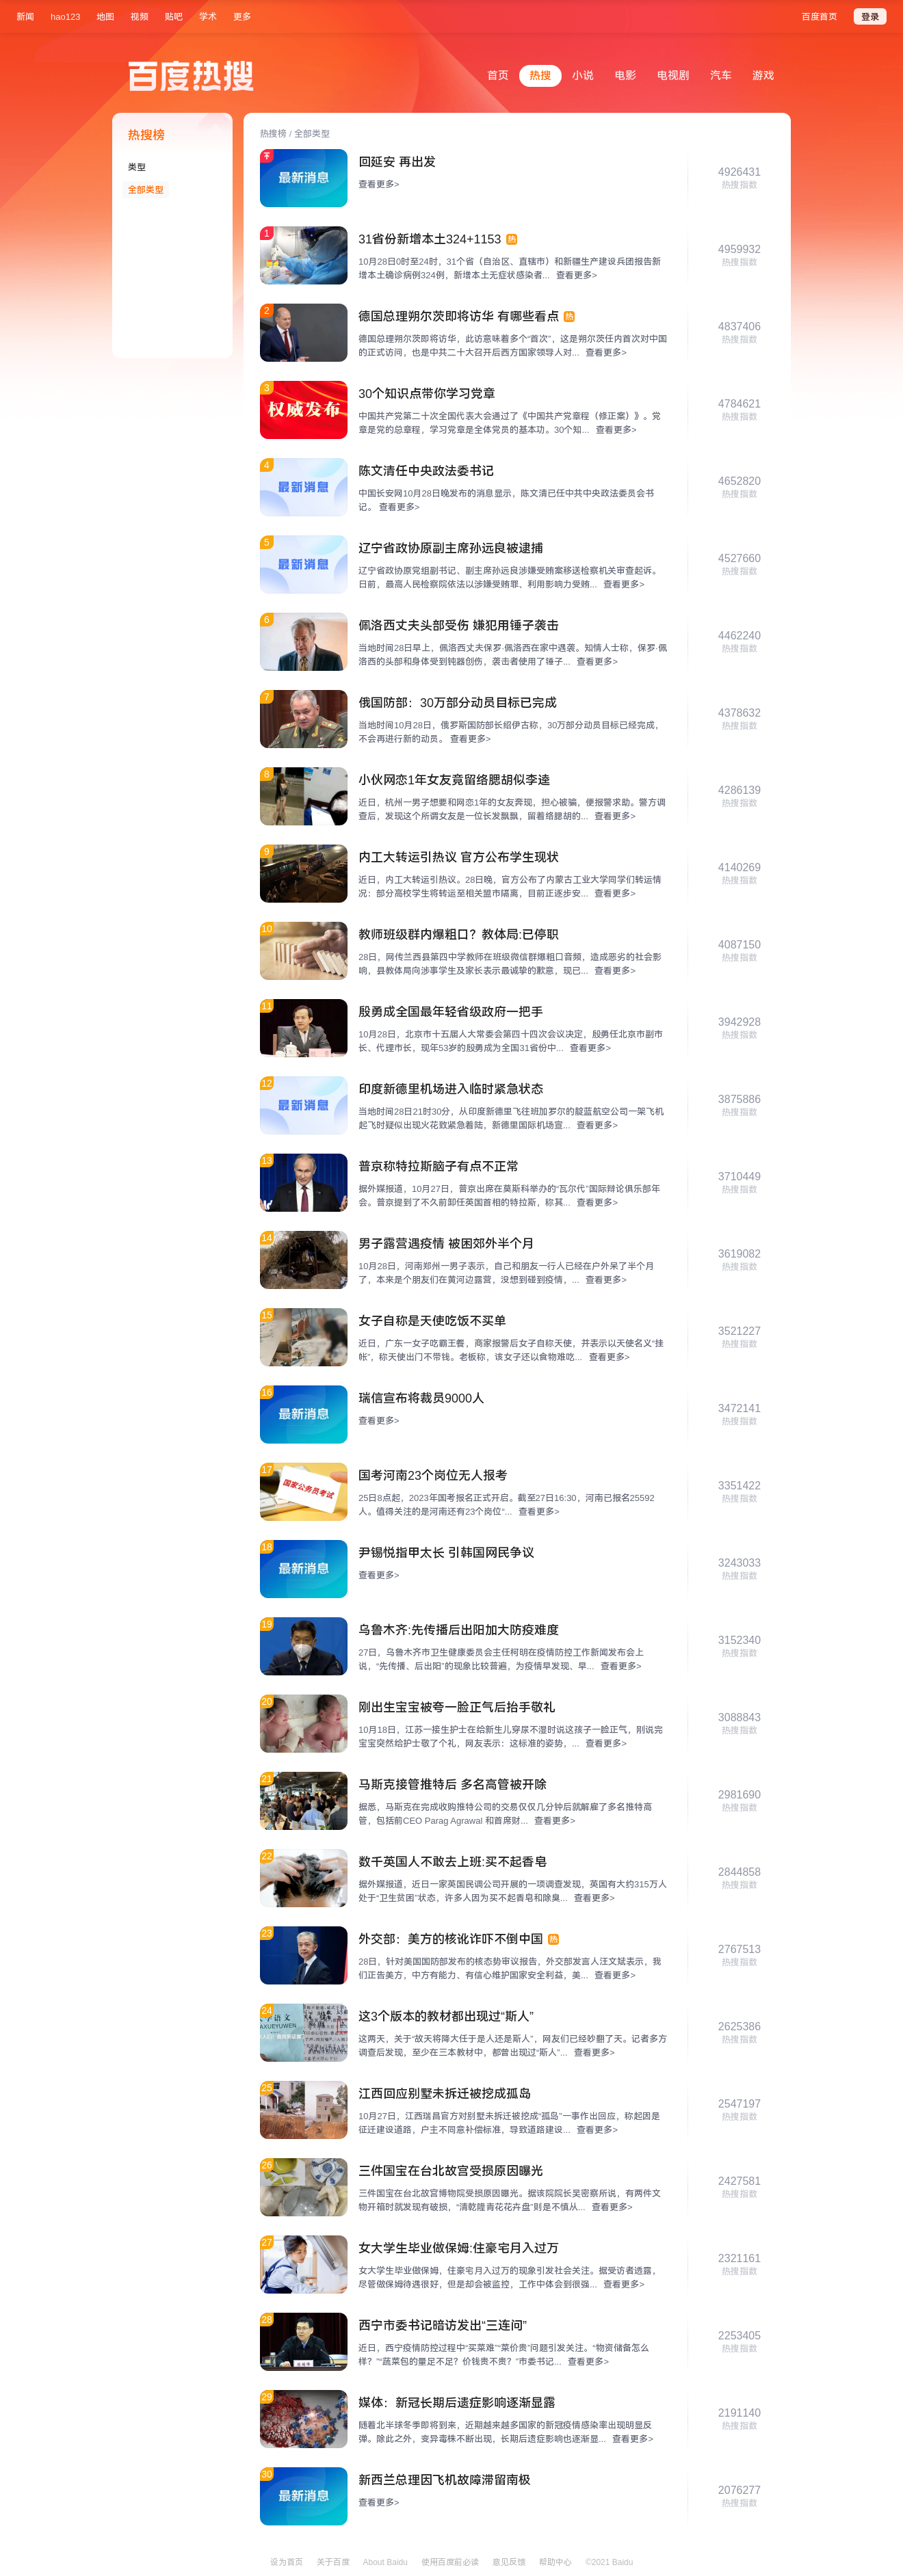 新闻 hao123 地图 视频 贴吧 学术 更多 百度首页 登录
百度热搜
首页 热搜 小说 电影 电视剧 汽车 游戏
热搜榜
类型
全部类型
热搜榜 / 全部类型
最新消息
回延安 再出发
查看更多>
4926431
热搜指数
1
31省份新增本土324+1153 热
10月28日0时至24时，31个省（自治区、直辖市）和新疆生产建设兵团报告新
增本土确诊病例324例，新增本土无症状感染者... 查看更多>
4959932
热搜指数
2
德国总理朔尔茨即将访华 有哪些看点 热
德国总理朔尔茨即将访华，此访意味着多个“首次”，这是朔尔茨任内首次对中国
的正式访问，也是中共二十大召开后西方国家领导人对... 查看更多>
4837406
热搜指数
3
权威发布
30个知识点带你学习党章
中国共产党第二十次全国代表大会通过了《中国共产党章程（修正案）》。党
章是党的总章程，学习党章是全体党员的基本功。30个知... 查看更多>
4784621
热搜指数
4
最新消息
陈文清任中央政法委书记
中国长安网10月28日晚发布的消息显示，陈文清已任中共中央政法委员会书
记。 查看更多>
4652820
热搜指数
5
最新消息
辽宁省政协原副主席孙远良被逮捕
辽宁省政协原党组副书记、副主席孙远良涉嫌受贿案移送检察机关审查起诉。
日前，最高人民检察院依法以涉嫌受贿罪、利用影响力受贿... 查看更多>
4527660
热搜指数
6
佩洛西丈夫头部受伤 嫌犯用锤子袭击
当地时间28日早上，佩洛西丈夫保罗·佩洛西在家中遇袭。知情人士称，保罗·佩
洛西的头部和身体受到钝器创伤，袭击者使用了锤子... 查看更多>
4462240
热搜指数
7
俄国防部：30万部分动员目标已完成
当地时间10月28日，俄罗斯国防部长绍伊古称，30万部分动员目标已经完成，
不会再进行新的动员。 查看更多>
4378632
热搜指数
8
小伙网恋1年女友竟留络腮胡似李逵
近日，杭州一男子想要和网恋1年的女友奔现，担心被骗，便报警求助。警方调
查后，发现这个所谓女友是一位长发飘飘，留着络腮胡的... 查看更多>
4286139
热搜指数
9
内工大转运引热议 官方公布学生现状
近日，内工大转运引热议。28日晚，官方公布了内蒙古工业大学同学们转运情
况：部分高校学生将转运至相关盟市隔离，目前正逐步安... 查看更多>
4140269
热搜指数
10
教师班级群内爆粗口？教体局:已停职
28日，网传兰西县第四中学教师在班级微信群爆粗口音频，造成恶劣的社会影
响，县教体局向涉事学生及家长表示最诚挚的歉意，现已... 查看更多>
4087150
热搜指数
11
殷勇成全国最年轻省级政府一把手
10月28日，北京市十五届人大常委会第四十四次会议决定，殷勇任北京市副市
长、代理市长，现年53岁的殷勇成为全国31省份中... 查看更多>
3942928
热搜指数
12
最新消息
印度新德里机场进入临时紧急状态
当地时间28日21时30分，从印度新德里飞往班加罗尔的靛蓝航空公司一架飞机
起飞时疑似出现火花致紧急着陆，新德里国际机场宣... 查看更多>
3875886
热搜指数
13
普京称特拉斯脑子有点不正常
据外媒报道，10月27日，普京出席在莫斯科举办的“瓦尔代”国际辩论俱乐部年
会。普京提到了不久前卸任英国首相的特拉斯，称其... 查看更多>
3710449
热搜指数
14
男子露营遇疫情 被困郊外半个月
10月28日，河南郑州一男子表示，自己和朋友一行人已经在户外呆了半个月
了，本来是个朋友们在黄河边露营，没想到碰到疫情，... 查看更多>
3619082
热搜指数
15
女子自称是天使吃饭不买单
近日，广东一女子吃霸王餐，商家报警后女子自称天使，并表示以天使名义“挂
帐”，称天使出门不带钱。老板称，该女子还以食物难吃... 查看更多>
3521227
热搜指数
16
最新消息
瑞信宣布将裁员9000人
查看更多>
3472141
热搜指数
17
国家公务员考试
国考河南23个岗位无人报考
25日8点起，2023年国考报名正式开启。截至27日16:30，河南已报名25592
人。值得关注的是河南还有23个岗位“... 查看更多>
3351422
热搜指数
18
最新消息
尹锡悦指甲太长 引韩国网民争议
查看更多>
3243033
热搜指数
19
乌鲁木齐:先传播后出阳加大防疫难度
27日，乌鲁木齐市卫生健康委员会主任柯明在疫情防控工作新闻发布会上
说，“先传播、后出阳”的现象比较普遍，为疫情早发现、早... 查看更多>
3152340
热搜指数
20
刚出生宝宝被夸一脸正气后抬手敬礼
10月18日，江苏一接生护士在给新生儿穿尿不湿时说这孩子一脸正气，刚说完
宝宝突然给护士敬了个礼，网友表示：这标准的姿势，... 查看更多>
3088843
热搜指数
21
马斯克接管推特后 多名高管被开除
据悉，马斯克在完成收购推特公司的交易仅仅几分钟后就解雇了多名推特高
管，包括前CEO Parag Agrawal 和首席财... 查看更多>
2981690
热搜指数
22
数千英国人不敢去上班:买不起香皂
据外媒报道，近日一家英国民调公司开展的一项调查发现，英国有大约315万人
处于“卫生贫困”状态，许多人因为买不起香皂和除臭... 查看更多>
2844858
热搜指数
23
外交部：美方的核讹诈吓不倒中国 热
28日，针对美国国防部发布的核态势审议报告，外交部发言人汪文斌表示，我
们正告美方，中方有能力、有信心维护国家安全利益，美... 查看更多>
2767513
热搜指数
24
这3个版本的教材都出现过“斯人”
这两天，关于“故天将降大任于是人还是斯人”，网友们已经吵翻了天。记者多方
调查后发现，至少在三本教材中，都曾出现过“斯人”... 查看更多>
2625386
热搜指数
25
江西回应别墅未拆迁被挖成孤岛
10月27日，江西瑞昌官方对别墅未拆迁被挖成“孤岛”一事作出回应，称起因是
征迁建设道路，户主不同意补偿标准，导致道路建设... 查看更多>
2547197
热搜指数
26
三件国宝在台北故宫受损原因曝光
三件国宝在台北故宫博物院受损原因曝光。据该院院长吴密察所说，有两件文
物开箱时就发现有破损，“清乾隆青花花卉盘”则是不慎从... 查看更多>
2427581
热搜指数
27
女大学生毕业做保姆:住豪宅月入过万
女大学生毕业做保姆，住豪宅月入过万的现象引发社会关注。据受访者透露，
尽管做保姆待遇很好，但是却会被监控，工作中体会到很强... 查看更多>
2321161
热搜指数
28
西宁市委书记暗访发出“三连问”
近日，西宁疫情防控过程中“买菜难”“菜价贵”问题引发关注。“物资储备怎么
样？”“蔬菜包的量足不足？价钱贵不贵？”市委书记... 查看更多>
2253405
热搜指数
29
媒体：新冠长期后遗症影响逐渐显露
随着北半球冬季即将到来，近期越来越多国家的新冠疫情感染率出现明显反
弹。除此之外，变异毒株不断出现，长期后遗症影响也逐渐显... 查看更多>
2191140
热搜指数
30
最新消息
新西兰总理因飞机故障滞留南极
查看更多>
2076277
热搜指数
设为首页 关于百度 About Baidu 使用百度前必读 意见反馈 帮助中心 ©2021 Baidu